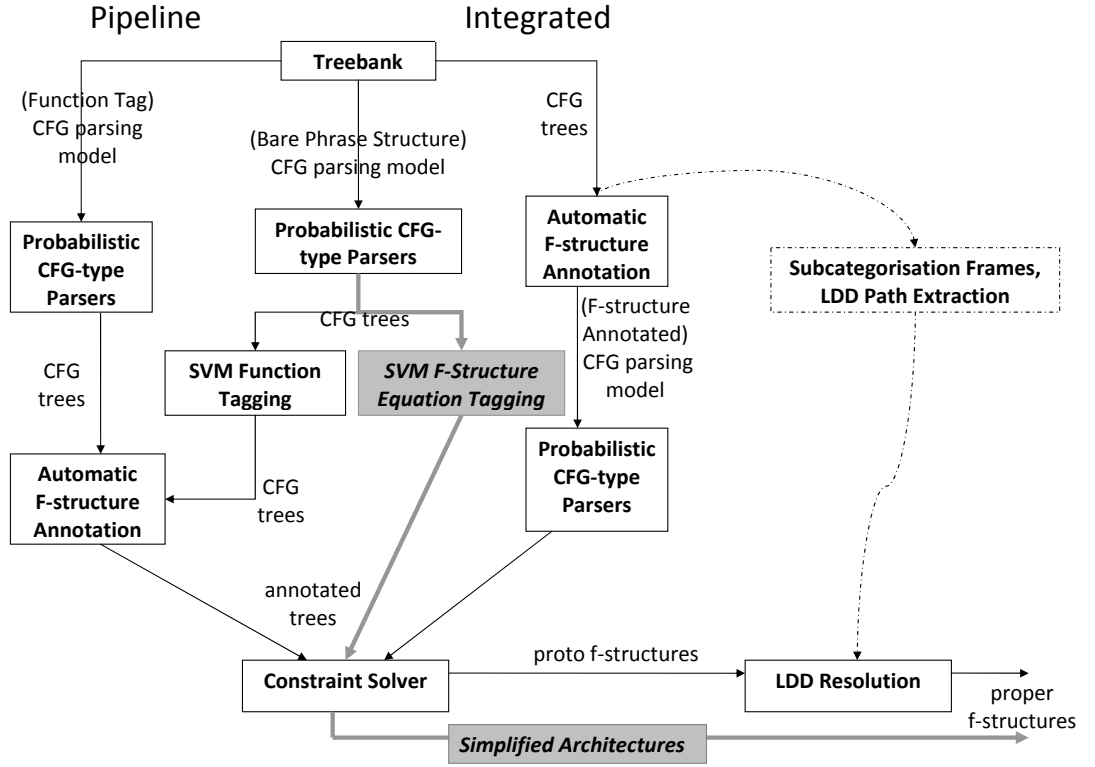 Pipeline
Integrated
Treebank
(Function Tag)
CFG parsing
model
(Bare Phrase Structure)
CFG parsing model
CFG
trees
Probabilistic
CFG-type
Parsers
Probabilistic CFG-
type Parsers
Automatic
F-structure
Annotation
Subcategorisation Frames,
LDD Path Extraction
CFG trees
(F-structure
Annotated)
CFG parsing
model
CFG
trees
SVM Function
Tagging
SVM F-Structure
Equation Tagging
Automatic
F-structure
Annotation
CFG
trees
Probabilistic
CFG-type
Parsers
annotated
trees
Constraint Solver
proto f-structures
LDD Resolution
proper
f-structures
Simplified Architectures